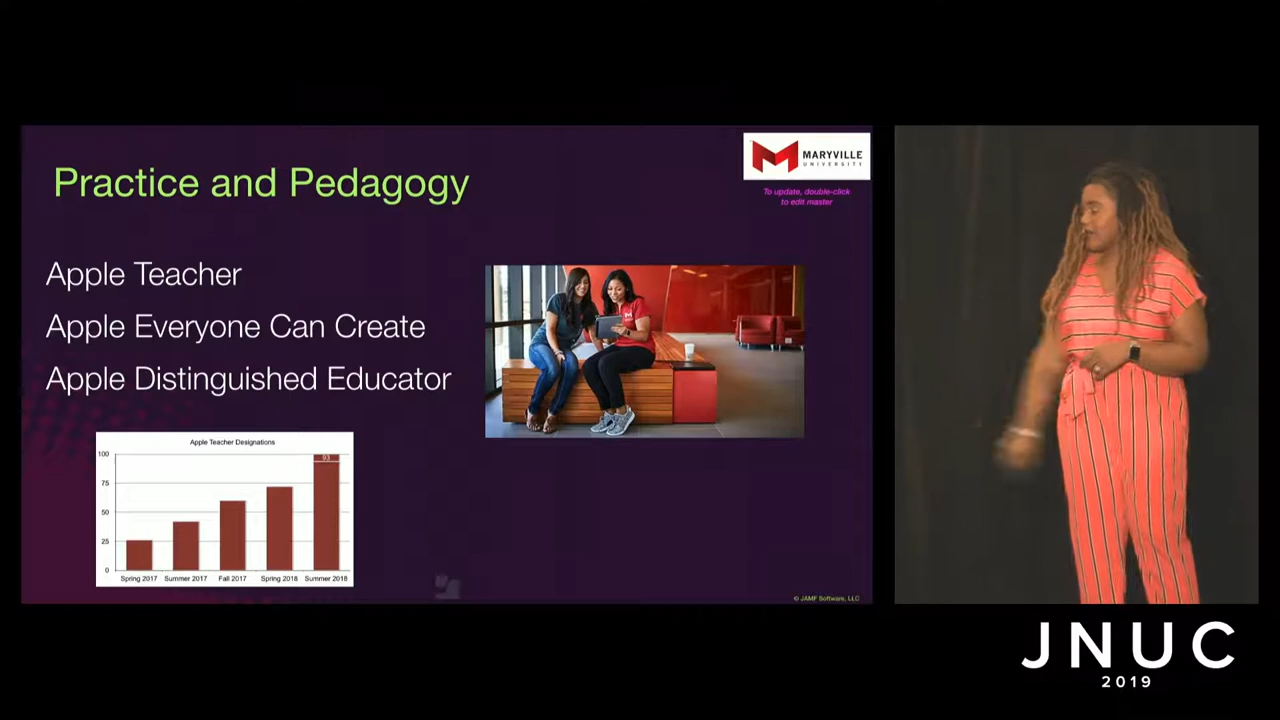 Practice and Pedagogy
MARYVILLE
UNIVERSITY
To update, double-click
to edit master
Apple Teacher
Apple Everyone Can Create
Apple Distinguished Educator
Apple Teacher Designations
100
93
75
50
25
0
Spring 2017 Summer 2017 Fall 2017 Spring 2018 Summer 2018
© JAMF Software, LLC
JNUC
2019